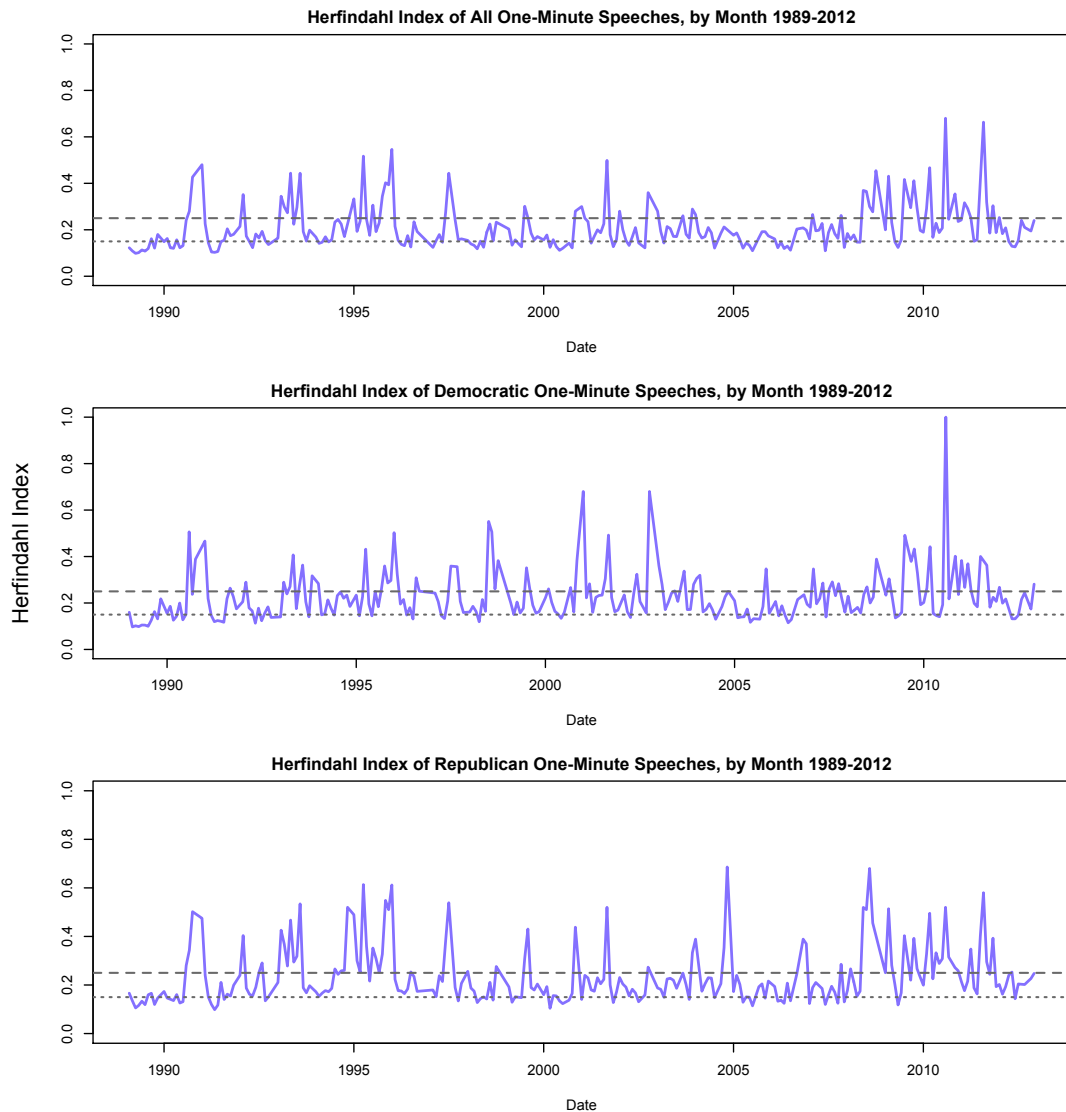 Herfindahl Index of All One-Minute Speeches, by Month 1989-2012
1.0
0.8
0.6
0.4
0.2
0.0
1990 1995 2000 2005 2010
Date
Herfindahl Index of Democratic One-Minute Speeches, by Month 1989-2012
Herfindahl Index
1.0
0.8
0.6
0.4
0.2
0.0
1990 1995 2000 2005 2010
Date
Herfindahl Index of Republican One-Minute Speeches, by Month 1989-2012
1.0
0.8
0.6
0.4
0.2
0.0
1990 1995 2000 2005 2010
Date